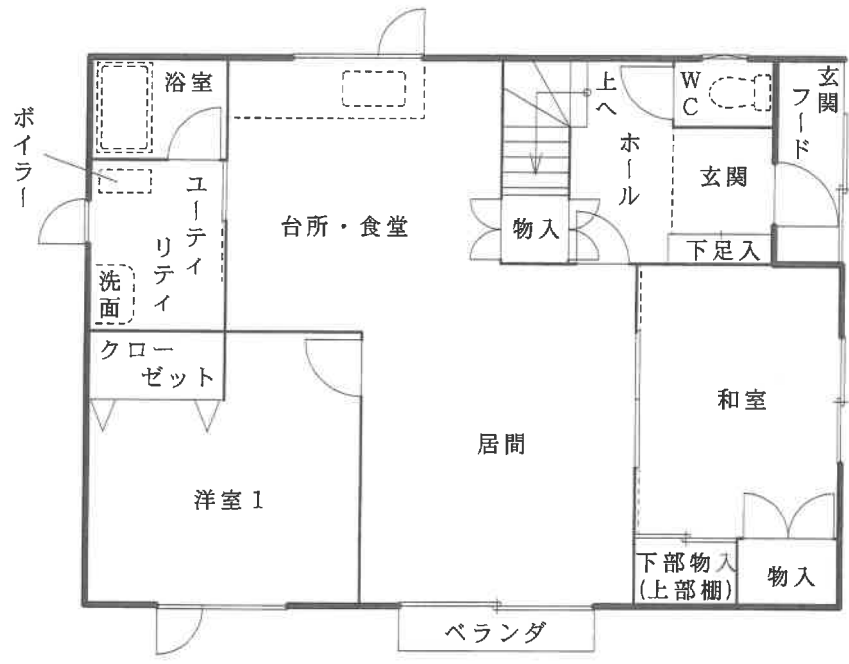 浴室
ボイラー
ユーティ
リティ
洗面
クロー
ゼット
洋室1
台所・食堂
物入
上へ
ホール
WC
玄関
玄関
フード
下足入
居間
和室
下部物入
(上部棚)
物入
ベランダ